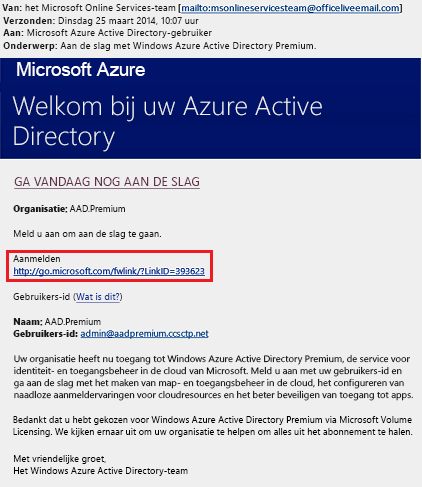 Van: het Microsoft Online Services-team [mailto:msonlineservicesteam@officeliveemail.com]
Verzonden: Dinsdag 25 maart 2014, 10:07 uur
Aan: Microsoft Azure Active Directory-gebruiker
Onderwerp: Aan de slag met Windows Azure Active Directory Premium.
Microsoft Azure
Welkom bij uw Azure Active
Directory
GA VANDAAG NOG AAN DE SLAG
Organisatie: AAD.Premium
Meld u aan om aan de slag te gaan.
Aanmelden
http://go.microsoft.com/fwlink/?LinkID=393623
Gebruikers-id (Wat is dit?)
Naam: AAD.Premium
Gebruikers-id: admin@aadpremium.ccsctp.net
Uw organisatie heeft nu toegang tot Windows Azure Active Directory Premium, de service voor
identiteit- en toegangsbeheer in de cloud van Microsoft. Meld u aan met uw gebruikers-id en
ga aan de slag met het maken van map- en toegangsbeheer in de cloud, het configureren van
naadloze aanmeldervaringen voor cloudresources en het beter beveiligen van toegang tot apps.
Bedankt dat u hebt gekozen voor Windows Azure Active Directory Premium via Microsoft Volume
Licensing. We kijken ernaar uit om uw organisatie te helpen om alles uit het abonnement te halen.
Met vriendelijke groet,
Het Windows Azure Active Directory-team